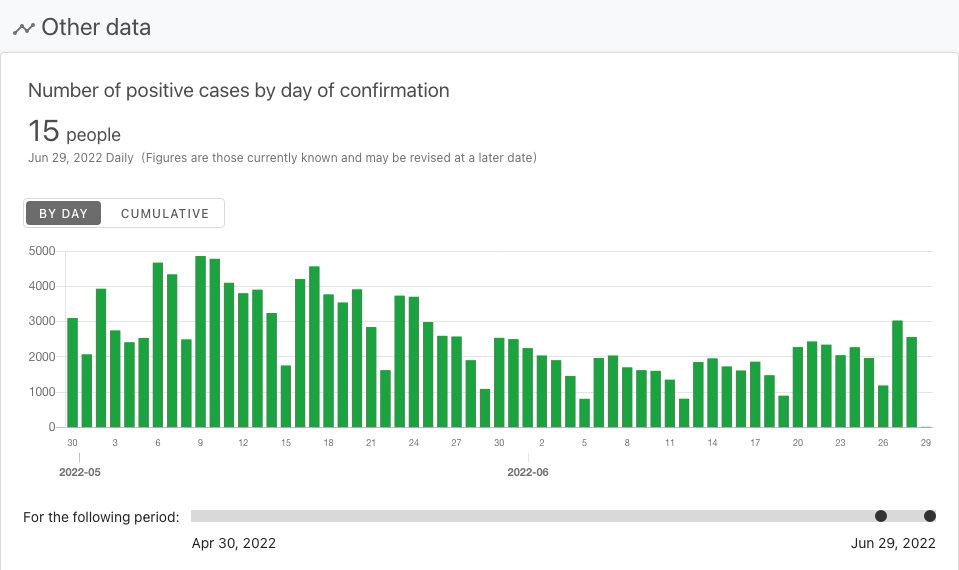 Other data
Number of positive cases by day of confirmation
15 people
Jun 29, 2022 Daily (Figures are those currently known and may be revised at a later date)
BY DAY CUMULATIVE
5000
4000
3000
2000
1000
0
30 3 6 9 12 15 18 21 24 27 30 2 5 8 11 14 17 20 23 26 29
2022-05 2022-06
For the following period:
Apr 30, 2022 Jun 29, 2022